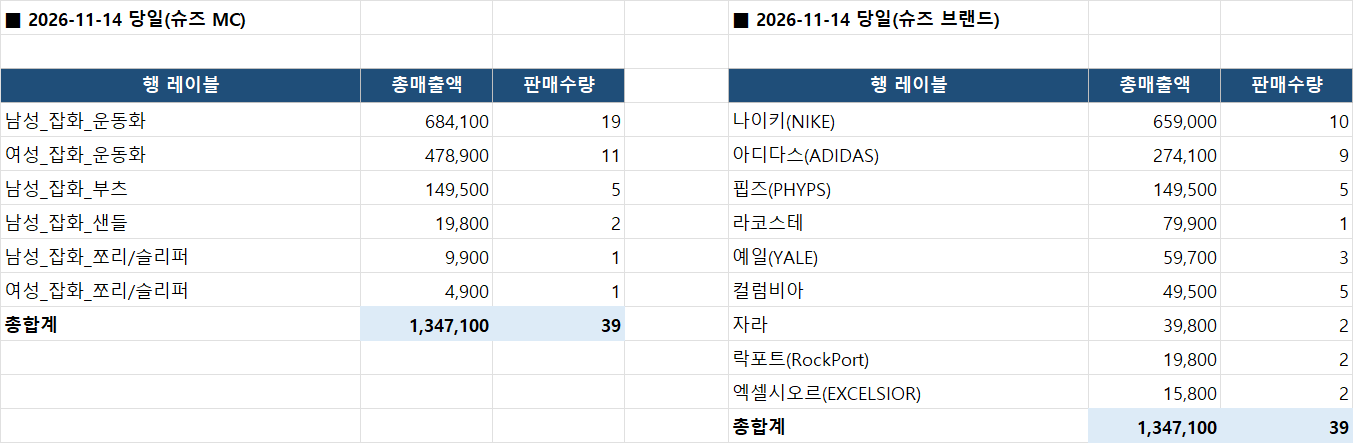 ■ 2026-11-14 당일(슈즈 MC)
행 레이블 총매출액 판매수량
남성_잡화_운동화 684,100 19
여성_잡화_운동화 478,900 11
남성_잡화_부츠 149,500 5
남성_잡화_샌들 19,800 2
남성_잡화_쪼리/슬리퍼 9,900 1
여성_잡화_쪼리/슬리퍼 4,900 1
총합계 1,347,100 39
■ 2026-11-14 당일(슈즈 브랜드)
행 레이블 총매출액 판매수량
나이키(NIKE) 659,000 10
아디다스(ADIDAS) 274,100 9
핍즈(PHYPS) 149,500 5
라코스테 79,900 1
예일(YALE) 59,700 3
컬럼비아 49,500 5
자라 39,800 2
락포트(RockPort) 19,800 2
엑셀시오르(EXCELSIOR) 15,800 2
총합계 1,347,100 39